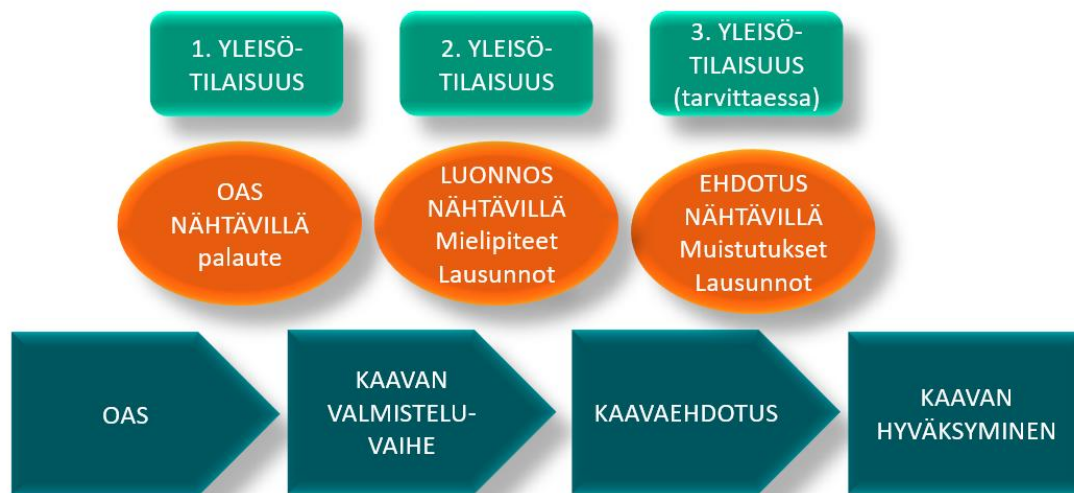 1. YLEISÖ-
TILAISUUS
2. YLEISÖ-
TILAISUUS
3. YLEISÖ-
TILAISUUS
(tarvittaessa)
OAS
NÄHTÄVILLÄ
palaute
LUONNOS
NÄHTÄVILLÄ
Mielipiteet
Lausunnot
EHDOTUS
NÄHTÄVILLÄ
Muistutukset
Lausunnot
OAS
KAAVAN
VALMISTELU-
VAIHE
KAAVAEHDOTUS
KAAVAN
HYVÄKSYMINEN